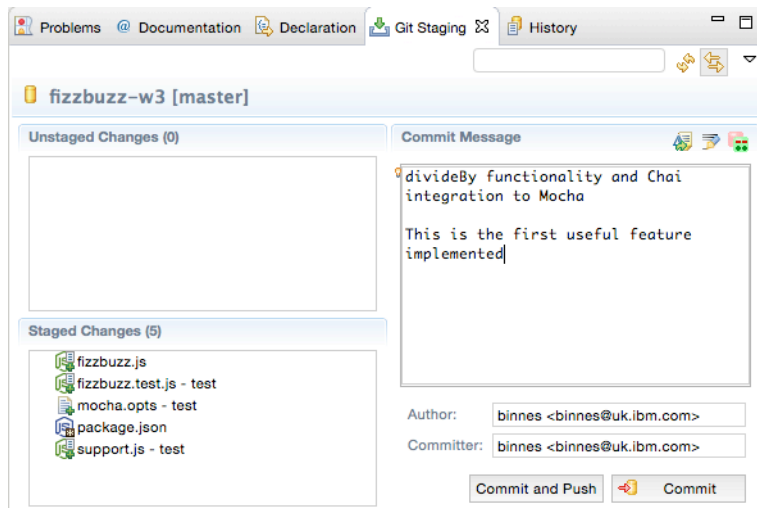 Problems @ Documentation Declaration Git Staging History
fizzbuzz-w3 [master]
Unstaged Changes (0)
Commit Message
divideBy functionality and Chai
integration to Mocha
This is the first useful feature
implemented
Staged Changes (5)
fizzbuzz.js
fizzbuzz.test.js - test
mocha.opts - test
package.json
support.js - test
Author: binnes <binnes@uk.ibm.com>
Committer: binnes <binnes@uk.ibm.com>
Commit and Push Commit